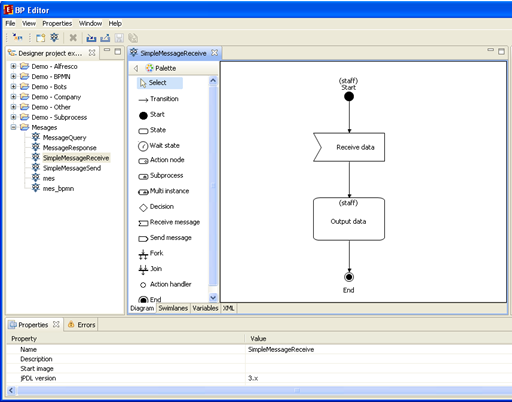 BP Editor
File View Projects Window Help
Designer project ex...
Demo - Alfresco
Demo - BPMN
Demo - Bots
Demo - Company
Demo - Other
Demo - Subprocess
Mesages
MessageQuery
MessageResponse
SimpleMessageReceive
SimpleMessageSend
mes
mes_bpmn
SimpleMessageReceive
Palette
Select
Transition
Start
State
Wait state
Action node
Subprocess
Multi instance
Decision
Receive message
Send message
Fork
Join
Action handler
End
(staff)
Start
Receive data
(staff)
Output data
End
Diagram Swimlanes Variables XML
Properties Errors
Property Value
Name SimpleMessageReceive
Description
Start image
jPDL version 3.x